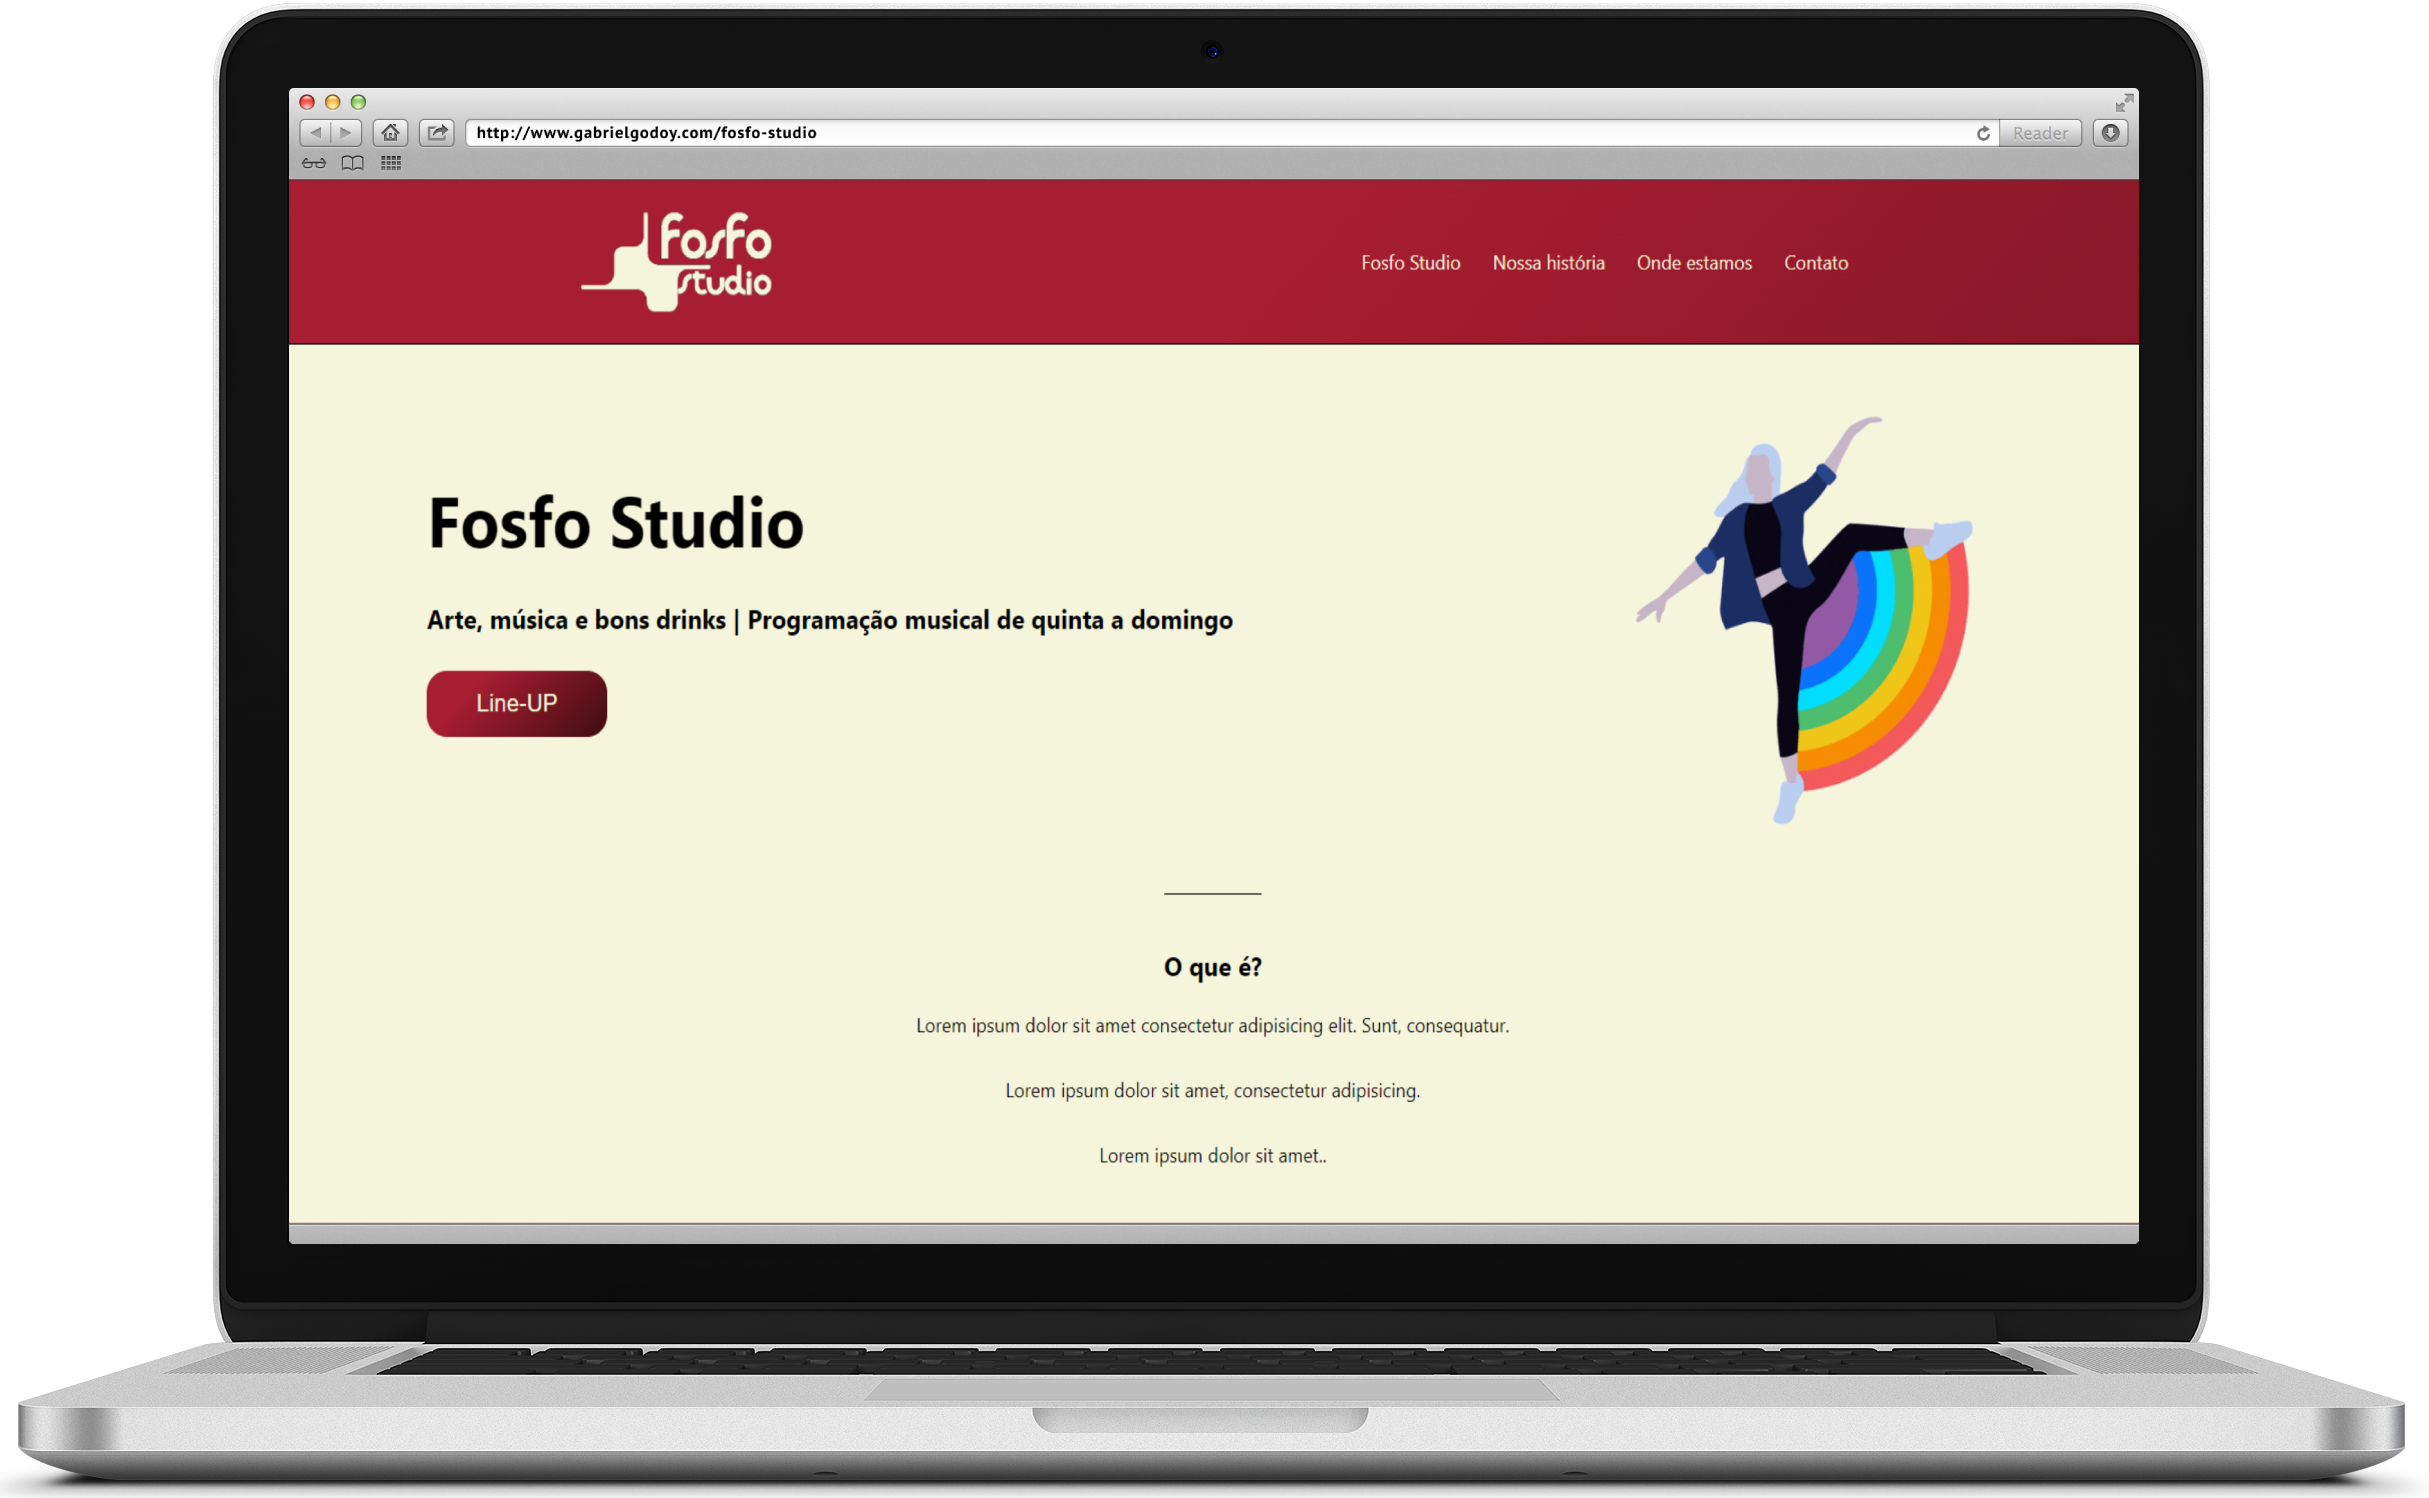 http://www.gabrielgodoy.com/fosfo-studio
Reader
fosfo
studio
Fosfo Studio
Nossa história
Onde estamos
Contato
Fosfo Studio
Arte, música e bons drinks | Programação musical de quinta a domingo
Line-UP
O que é?
Lorem ipsum dolor sit amet consectetur adipisicing elit. Sunt, consequatur.
Lorem ipsum dolor sit amet, consectetur adipisicing.
Lorem ipsum dolor sit amet..